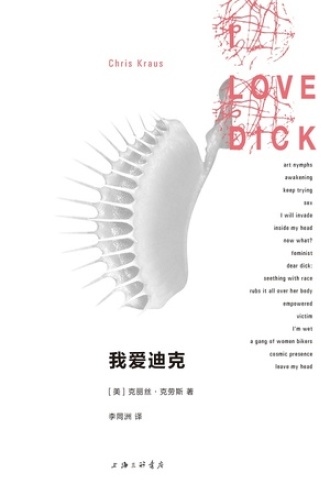 Chris Kraus
I
LOVE
DICK
art nymphs
awakening
keep trying
sex
I will invade
inside my head
now what?
feminist
dear dick:
seething with rage
rubs it all over her body
empowered
victim
I'm wet
a gang of women bikers
cosmic presence
leave my head
我爱迪克
[美] 克丽丝·克劳斯 著
李同洲 译
上海三联书店